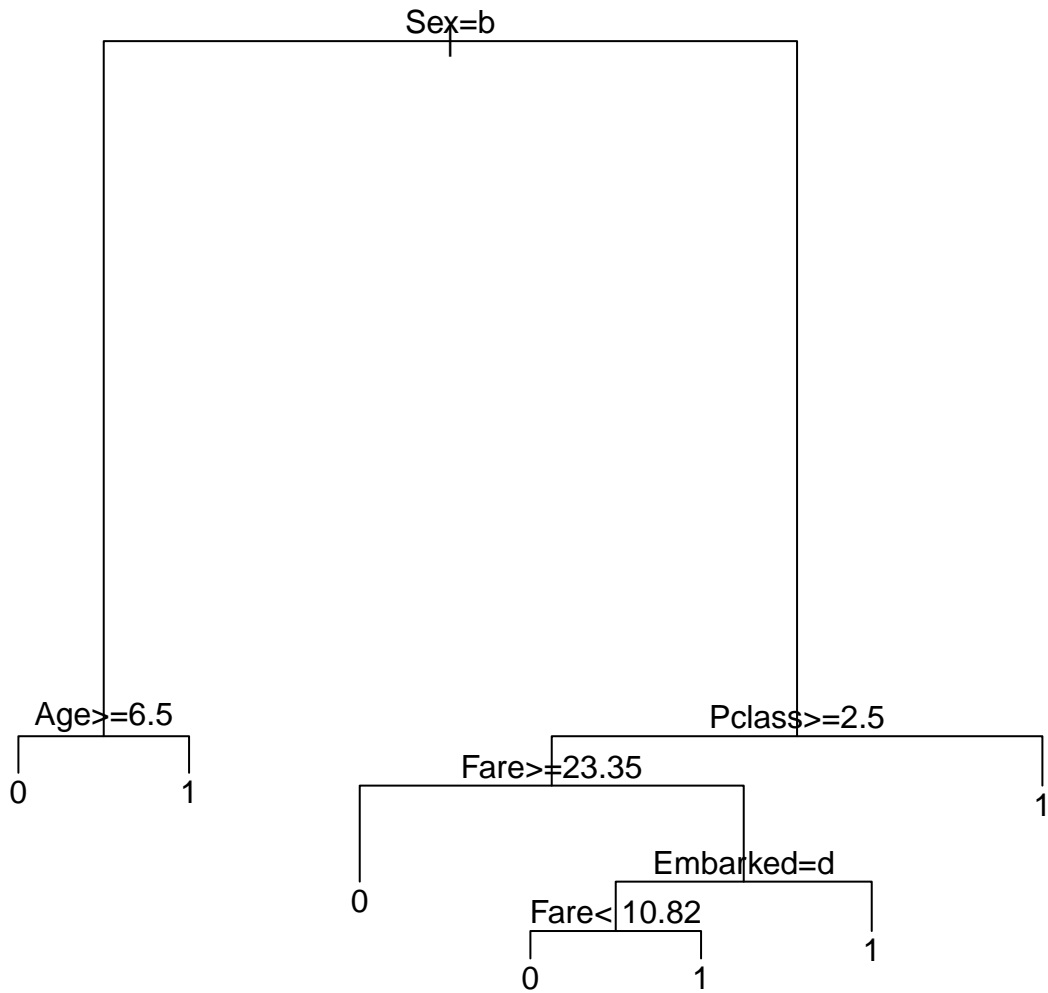 Sex=b
Age>=6.5
Pclass>=2.5
0
1
Fare>=23.35
1
0
Embarked=d
Fare< 10.82
1
0
1